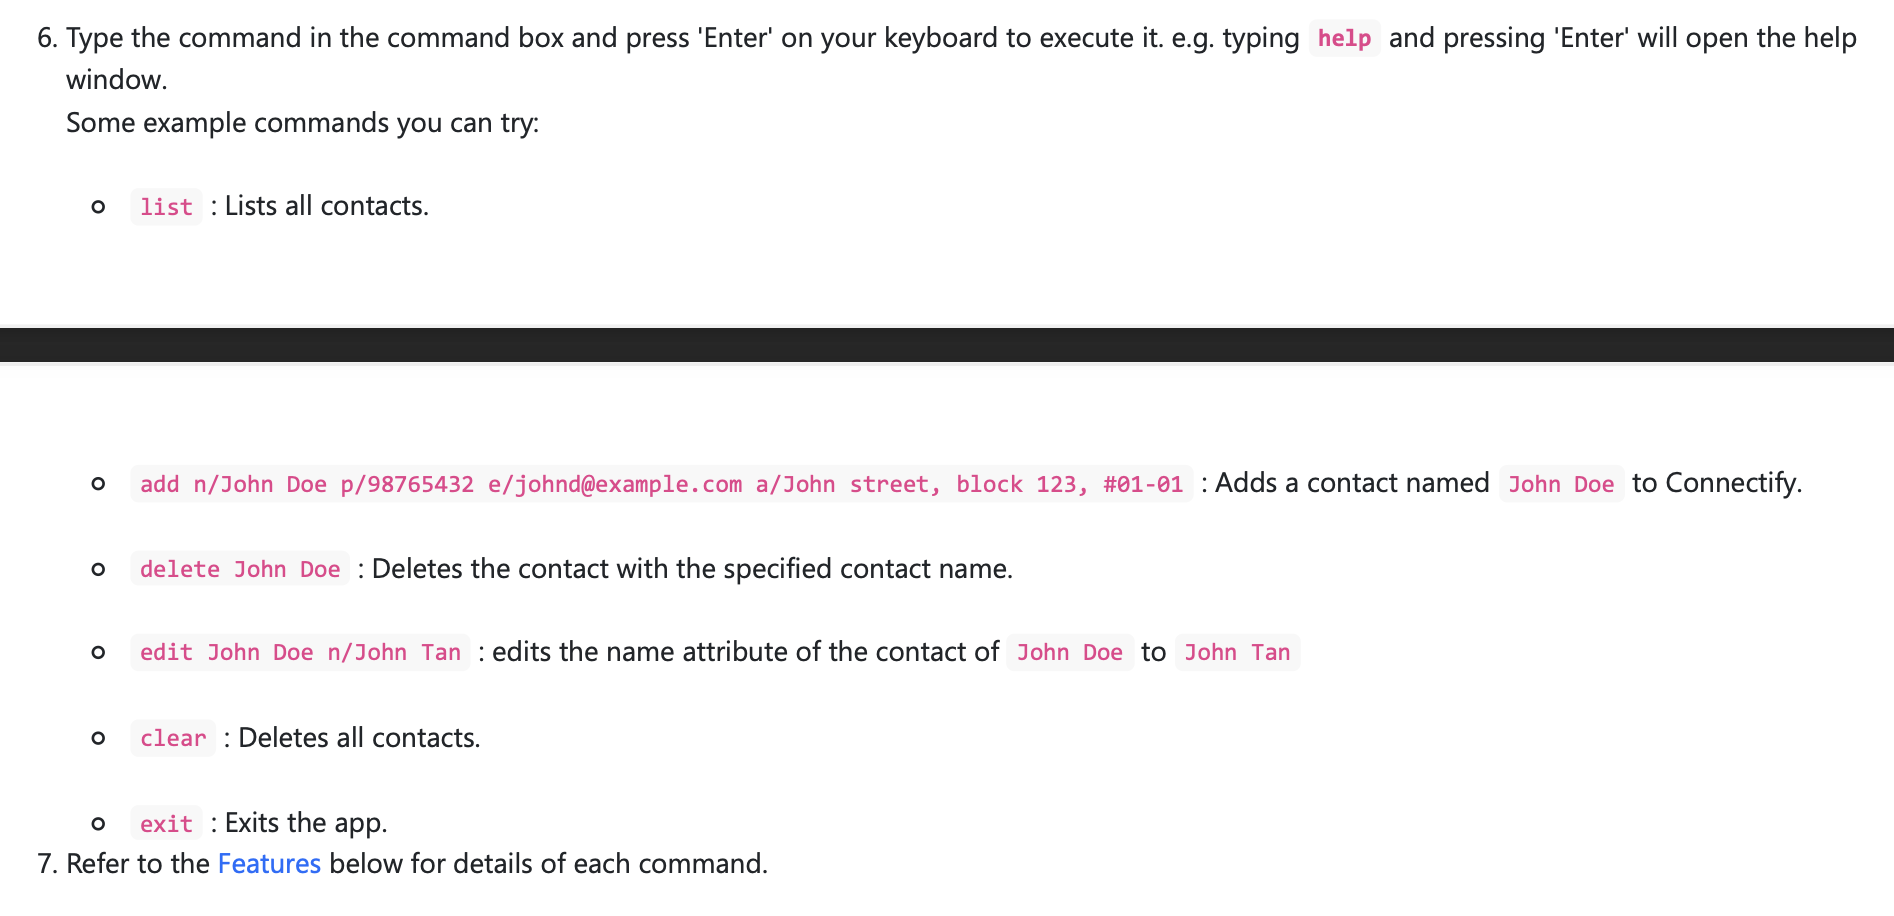 6. Type the command in the command box and press 'Enter' on your keyboard to execute it. e.g. typing help and pressing 'Enter' will open the help
window.
Some example commands you can try:
list : Lists all contacts.
add n/John Doe p/98765432 e/johnd@example.com a/John street, block 123, #01-01 : Adds a contact named John Doe to Connectify.
delete John Doe : Deletes the contact with the specified contact name.
edit John Doe n/John Tan : edits the name attribute of the contact of John Doe to John Tan
clear : Deletes all contacts.
exit : Exits the app.
7. Refer to the Features below for details of each command.